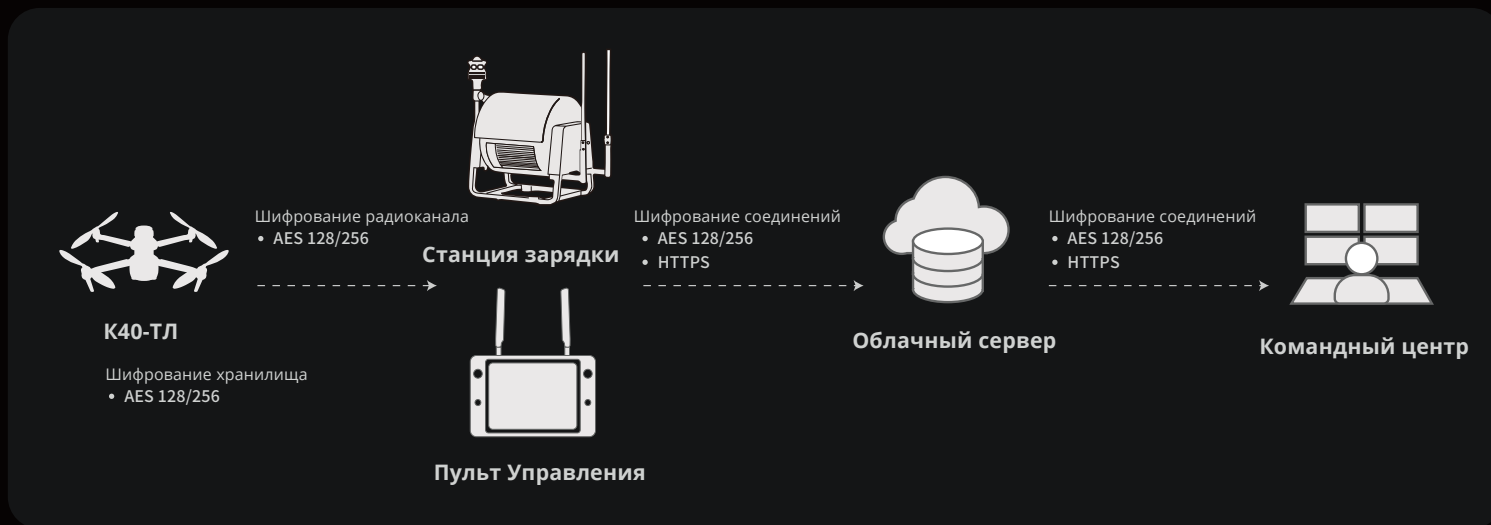 Шифрование радиоканала
• AES 128/256
Станция зарядки
Шифрование соединений
• AES 128/256
• HTTPS
Шифрование соединений
• AES 128/256
• HTTPS
К40-ТЛ
Шифрование хранилища
• AES 128/256
Облачный сервер
Командный центр
Пульт Управления